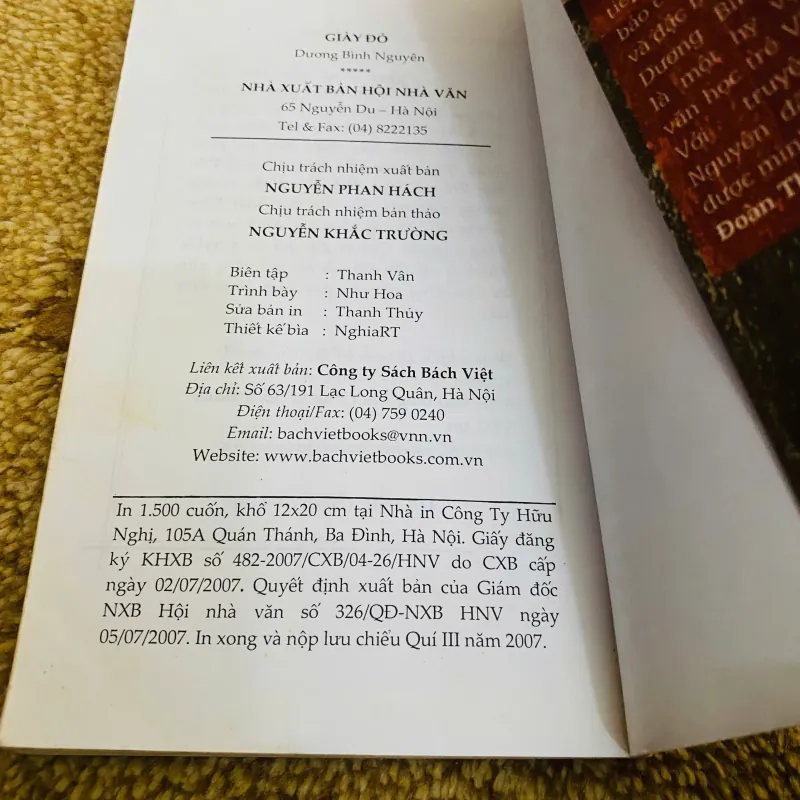 GIÀY ĐỎ
Dương Bình Nguyên
*****
NHÀ XUẤT BẢN HỘI NHÀ VĂN
65 Nguyễn Du – Hà Nội
Tel & Fax: (04) 8222135
Chịu trách nhiệm xuất bản
NGUYỄN PHAN HÁCH
Chịu trách nhiệm bản thảo
NGUYỄN KHẮC TRƯỜNG
Biên tập : Thanh Vân
Trình bày : Như Hoa
Sửa bản in : Thanh Thủy
Thiết kế bìa : NghiaRT
Liên kết xuất bản: Công ty Sách Bách Việt
Địa chỉ: Số 63/191 Lạc Long Quân, Hà Nội
Điện thoại/Fax: (04) 759 0240
Email: bachvietbooks@vnn.vn
Website: www.bachvietbooks.com.vn
In 1.500 cuốn, khổ 12x20 cm tại Nhà in Công Ty Hữu
Nghị, 105A Quán Thánh, Ba Đình, Hà Nội. Giấy đăng
ký KHXB số 482-2007/CXB/04-26/HNV do CXB cấp
ngày 02/07/2007. Quyết định xuất bản của Giám đốc
NXB Hội nhà văn số 326/QĐ-NXB HNV ngày
05/07/2007. In xong và nộp lưu chiểu Quí III năm 2007.
báo
và đặc
Dương
là một hy
văn học trẻ
Với truyệ
Nguyên
được
Đoàn